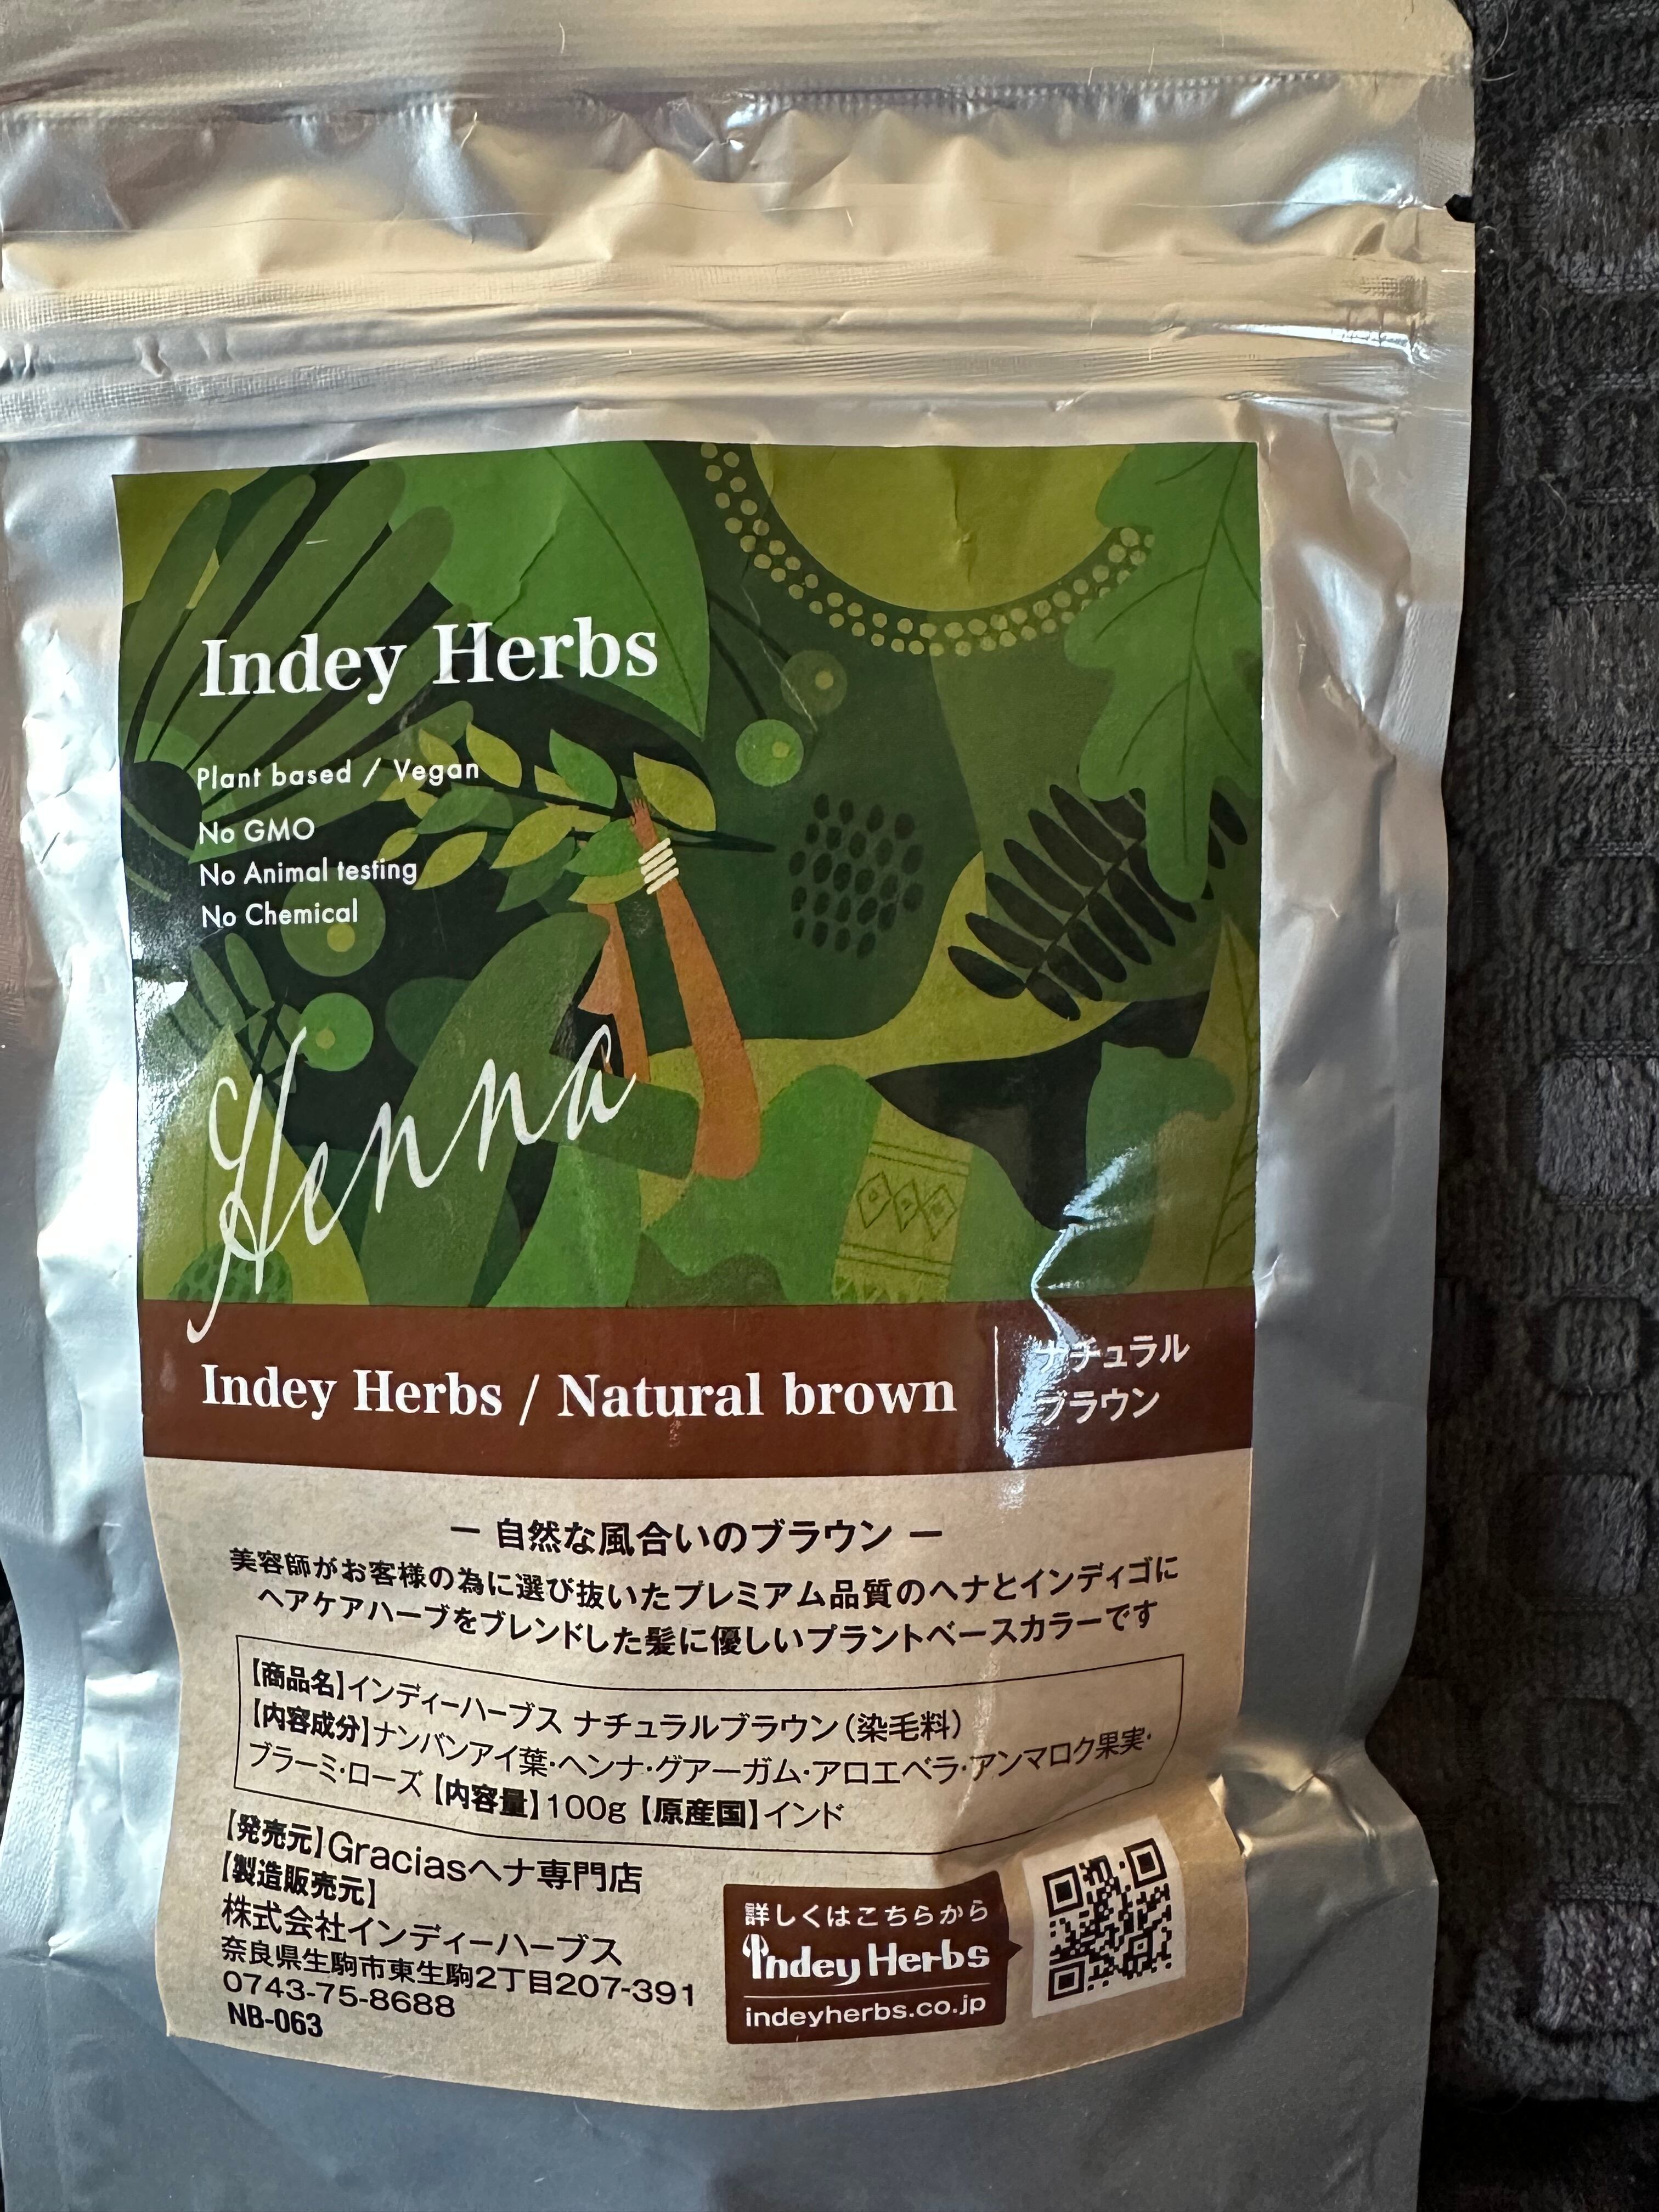 Indey Herbs
Plant based / Vegan
No GMO
No Animal testing
No Chemical
Henna
Indey Herbs / Natural brown
ナチュラル
ブラウン
ー 自然な風合いのブラウン ー
美容師がお客様の為に選び抜いたプレミアム品質のヘナとインディゴに
ヘアケアハーブをブレンドした髪に優しいプラントベースカラーです
【商品名】インディーハーブス ナチュラルブラウン(染毛料)
【内容成分】ナンバンアイ葉・ヘンナ・グアーガム・アロエベラ・アンマロク果実・
ブラーミ・ローズ【内容量】100g【原産国】インド
【発売元】Graciasヘナ専門店
【製造販売元】
株式会社インディーハーブス
奈良県生駒市東生駒2丁目207-391
0743-75-8688
NB-063
詳しくはこちらから
Indey Herbs
indeyherbs.co.jp